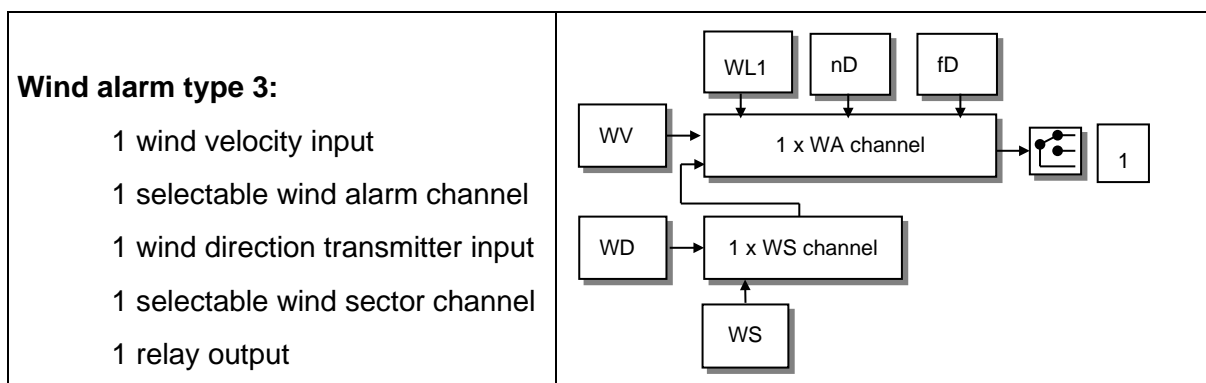 Wind alarm type 3:
1 wind velocity input
1 selectable wind alarm channel
1 wind direction transmitter input
1 selectable wind sector channel
1 relay output
WL1
nD
fD
WV
1 x WA channel
1
WD
1 x WS channel
WS